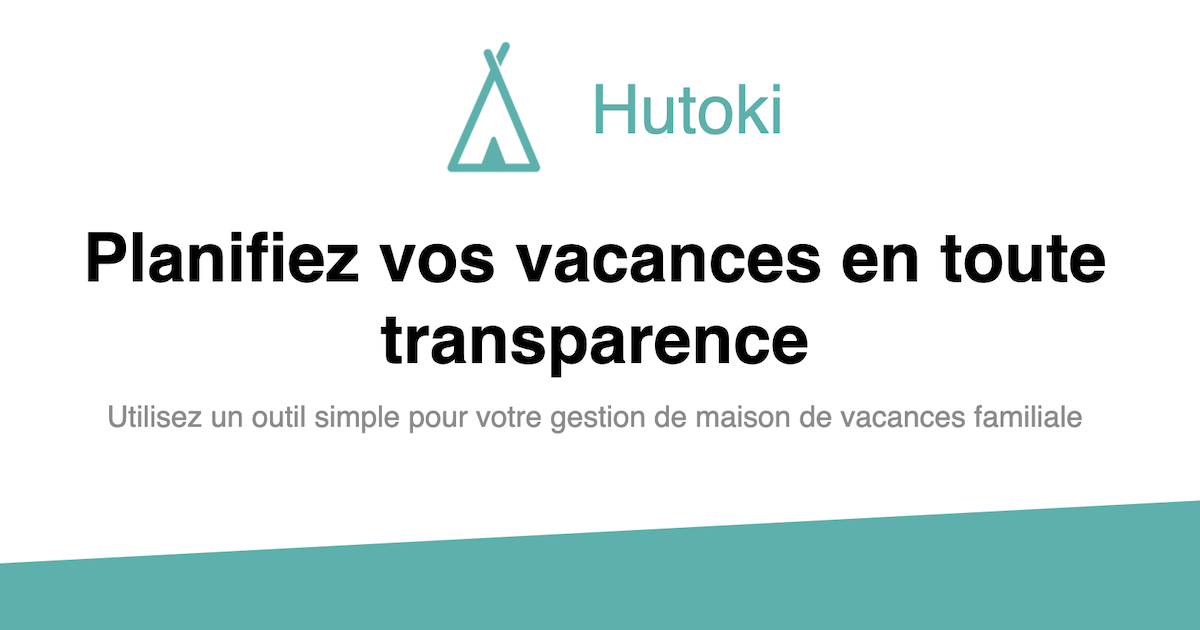 Hutoki
Planifiez vos vacances en toute
transparence
Utilisez un outil simple pour votre gestion de maison de vacances familiale